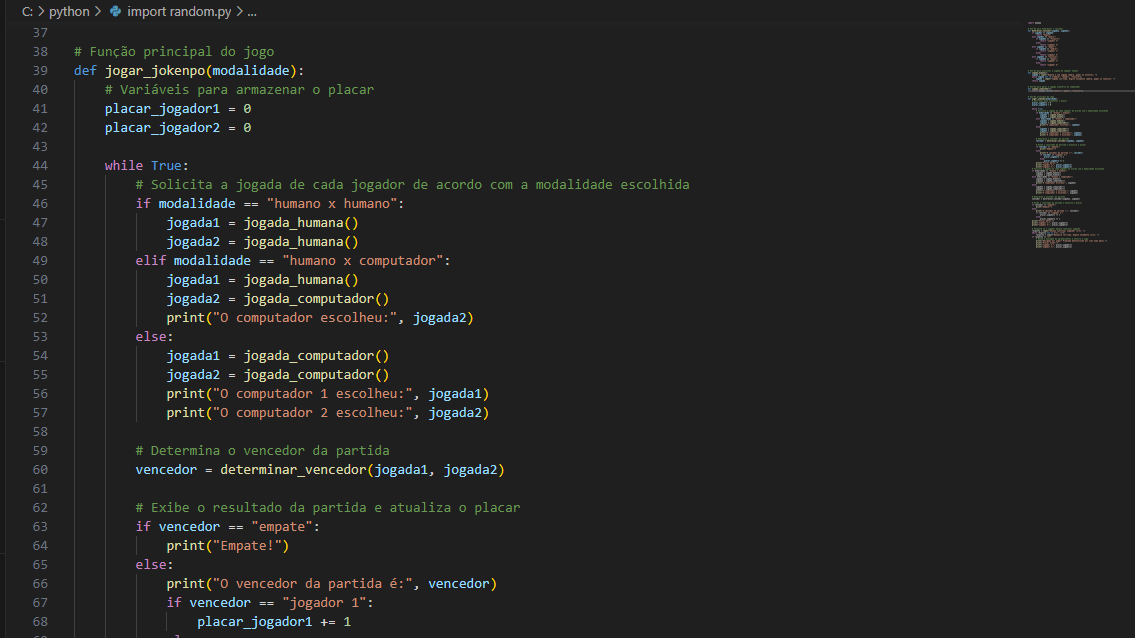 C: > python > import random.py > ...
37
38 # Função principal do jogo
39 def jogar_jokenpo(modalidade):
40     # Variáveis para armazenar o placar
41     placar_jogador1 = 0
42     placar_jogador2 = 0
43
44     while True:
45         # Solicita a jogada de cada jogador de acordo com a modalidade escolhida
46         if modalidade == "humano x humano":
47             jogada1 = jogada_humana()
48             jogada2 = jogada_humana()
49         elif modalidade == "humano x computador":
50             jogada1 = jogada_humana()
51             jogada2 = jogada_computador()
52             print("O computador escolheu:", jogada2)
53         else:
54             jogada1 = jogada_computador()
55             jogada2 = jogada_computador()
56             print("O computador 1 escolheu:", jogada1)
57             print("O computador 2 escolheu:", jogada2)
58
59         # Determina o vencedor da partida
60         vencedor = determinar_vencedor(jogada1, jogada2)
61
62         # Exibe o resultado da partida e atualiza o placar
63         if vencedor == "empate":
64             print("Empate!")
65         else:
66             print("O vencedor da partida é:", vencedor)
67             if vencedor == "jogador 1":
68                 placar_jogador1 += 1